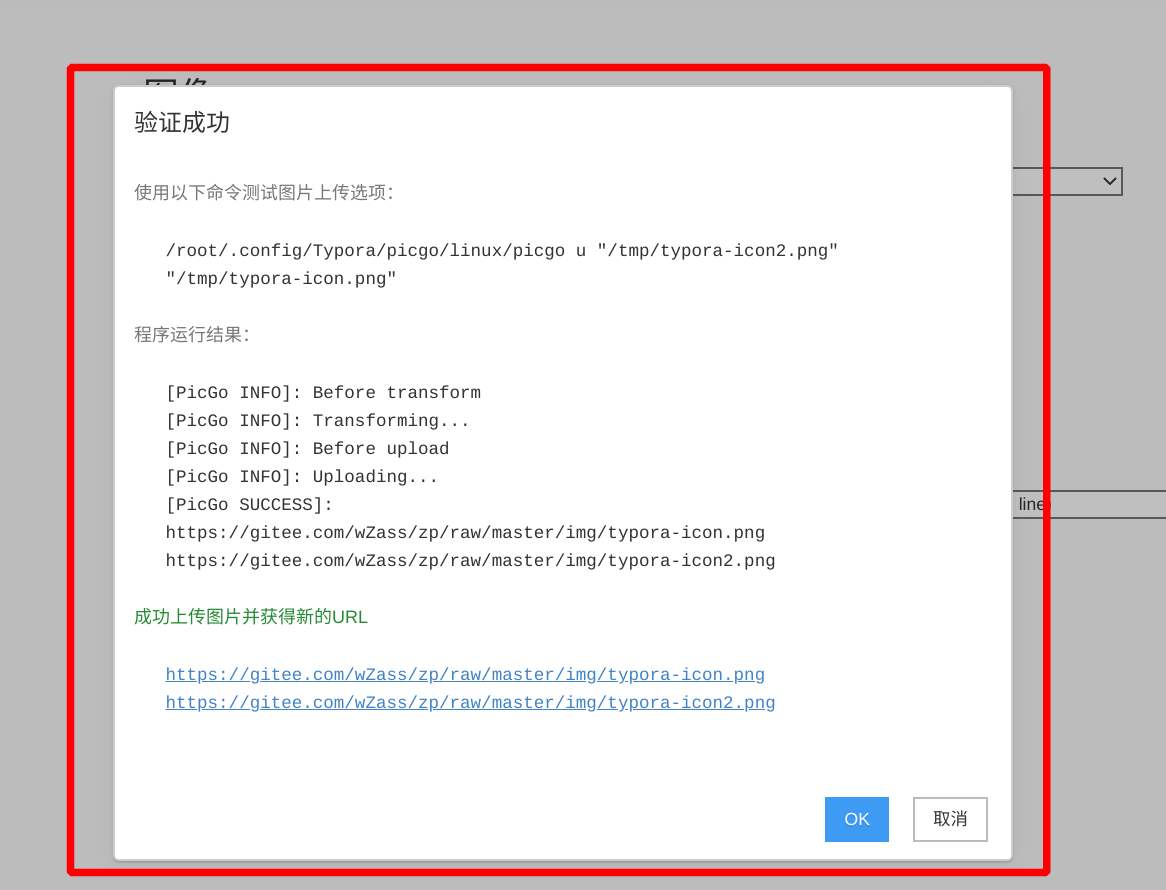 图像
验证成功
使用以下命令测试图片上传选项：
/root/.config/Typora/picgo/linux/picgo u "/tmp/typora-icon2.png"
"/tmp/typora-icon.png"
程序运行结果：
[PicGo INFO]: Before transform
[PicGo INFO]: Transforming...
[PicGo INFO]: Before upload
[PicGo INFO]: Uploading...
line)
[PicGo SUCCESS]:
https://gitee.com/wZass/zp/raw/master/img/typora-icon.png
https://gitee.com/wZass/zp/raw/master/img/typora-icon2.png
成功上传图片并获得新的URL
https://gitee.com/wZass/zp/raw/master/img/typora-icon.png
https://gitee.com/wZass/zp/raw/master/img/typora-icon2.png
OK
取消